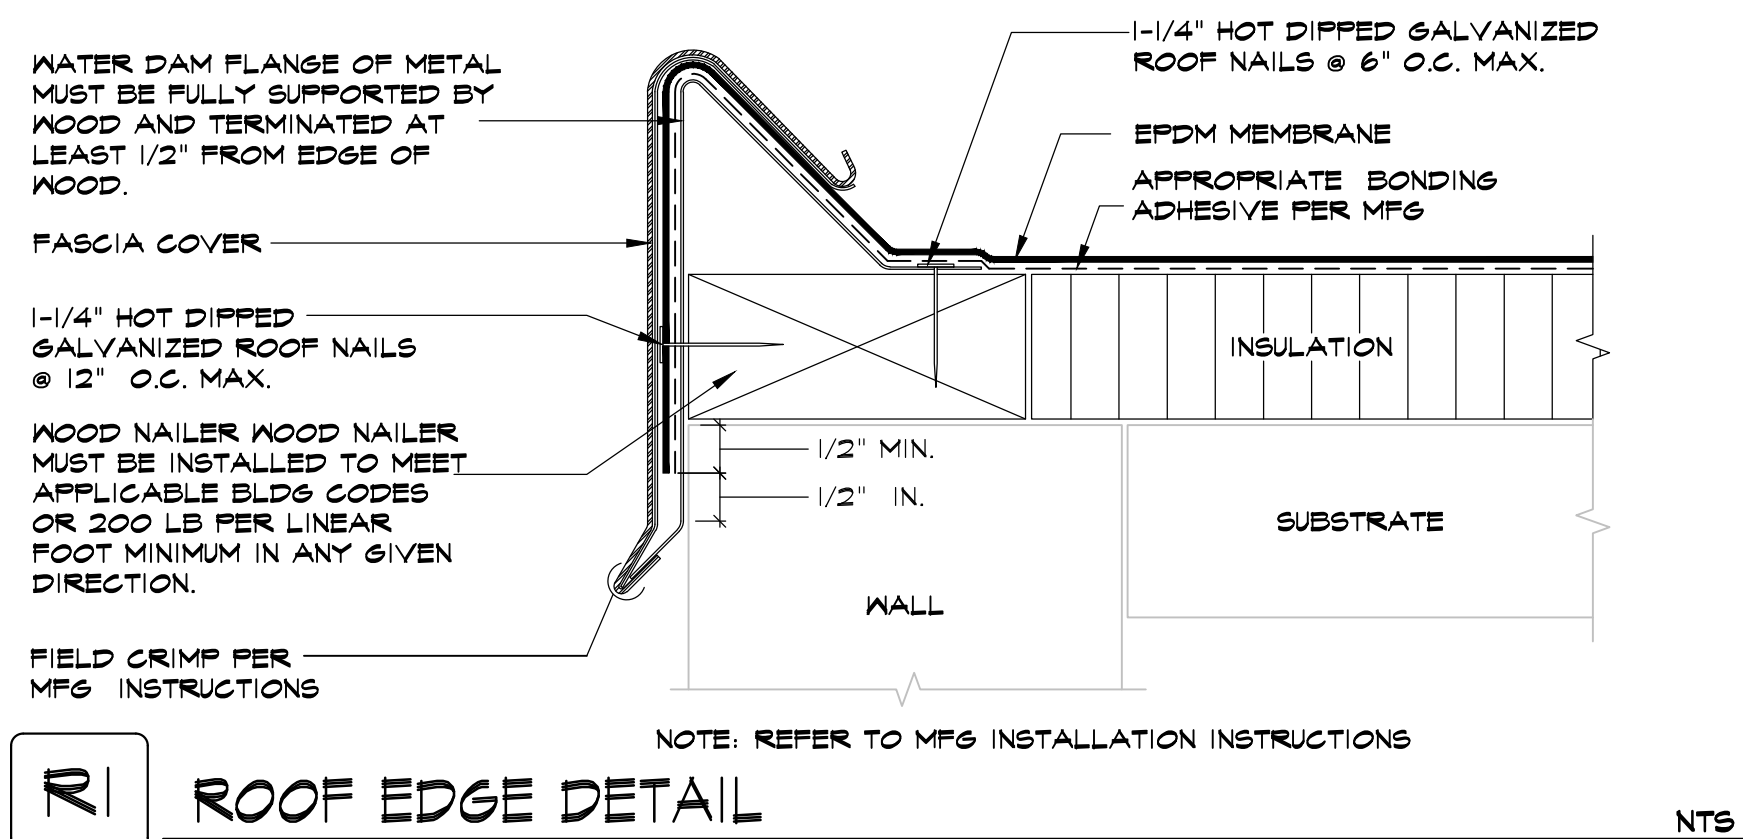 WATER DAM FLANGE OF METAL
MUST BE FULLY SUPPORTED BY
WOOD AND TERMINATED AT
LEAST 1/2" FROM EDGE OF
WOOD.
FASCIA COVER
1-1/4" HOT DIPPED
GALVANIZED ROOF NAILS
@ 12" O.C. MAX.
WOOD NAILER WOOD NAILER
MUST BE INSTALLED TO MEET
APPLICABLE BLDG CODES
OR 200 LB PER LINEAR
FOOT MINIMUM IN ANY GIVEN
DIRECTION.
FIELD CRIMP PER
MFG INSTRUCTIONS
1-1/4" HOT DIPPED GALVANIZED
ROOF NAILS @ 6" O.C. MAX.
EPDM MEMBRANE
APPROPRIATE BONDING
ADHESIVE PER MFG
INSULATION
1/2" MIN.
1/2" IN.
SUBSTRATE
WALL
NOTE: REFER TO MFG INSTALLATION INSTRUCTIONS
R1
ROOF EDGE DETAIL
NTS